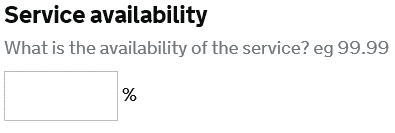 Service availability
What is the availability of the service? eg 99.99
%